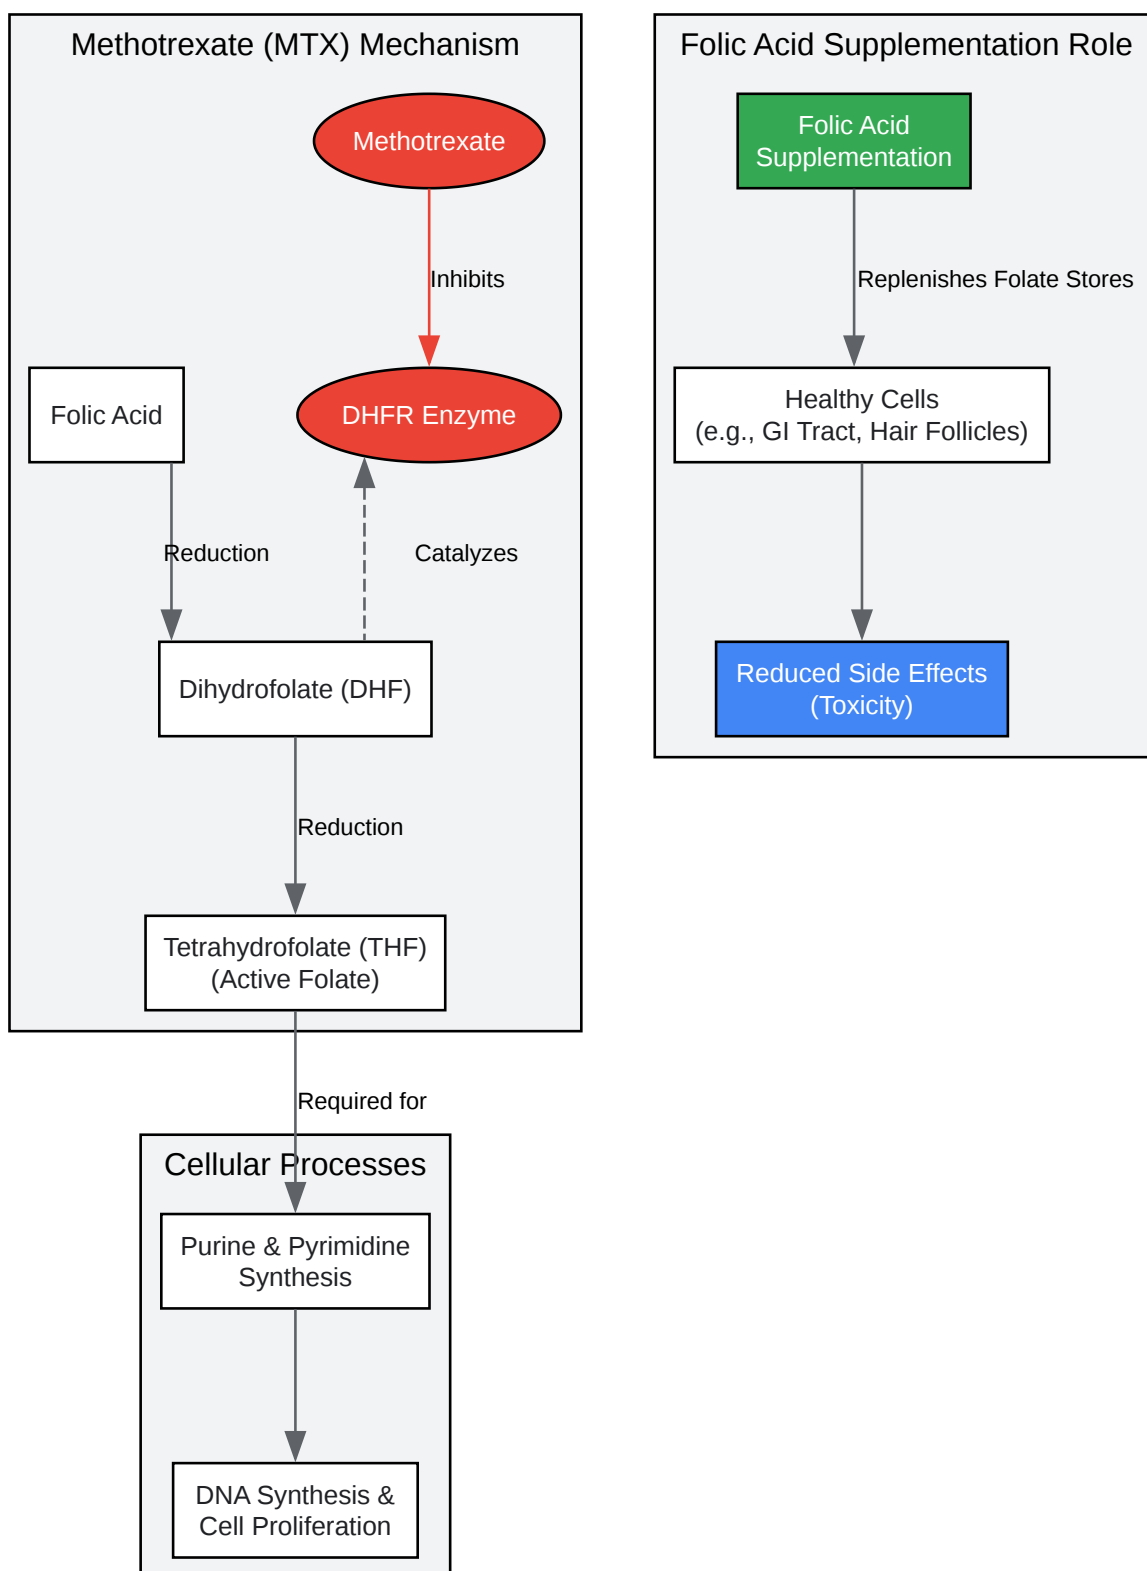 Methotrexate (MTX) Mechanism
Methotrexate
Inhibits
Folic Acid
DHFR Enzyme
Reduction
Catalyzes
Dihydrofolate (DHF)
Reduction
Tetrahydrofolate (THF)
(Active Folate)
Required for
Cellular Processes
Purine & Pyrimidine
Synthesis
DNA Synthesis &
Cell Proliferation
Folic Acid Supplementation Role
Folic Acid
Supplementation
Replenishes Folate Stores
Healthy Cells
(e.g., GI Tract, Hair Follicles)
Reduced Side Effects
(Toxicity)